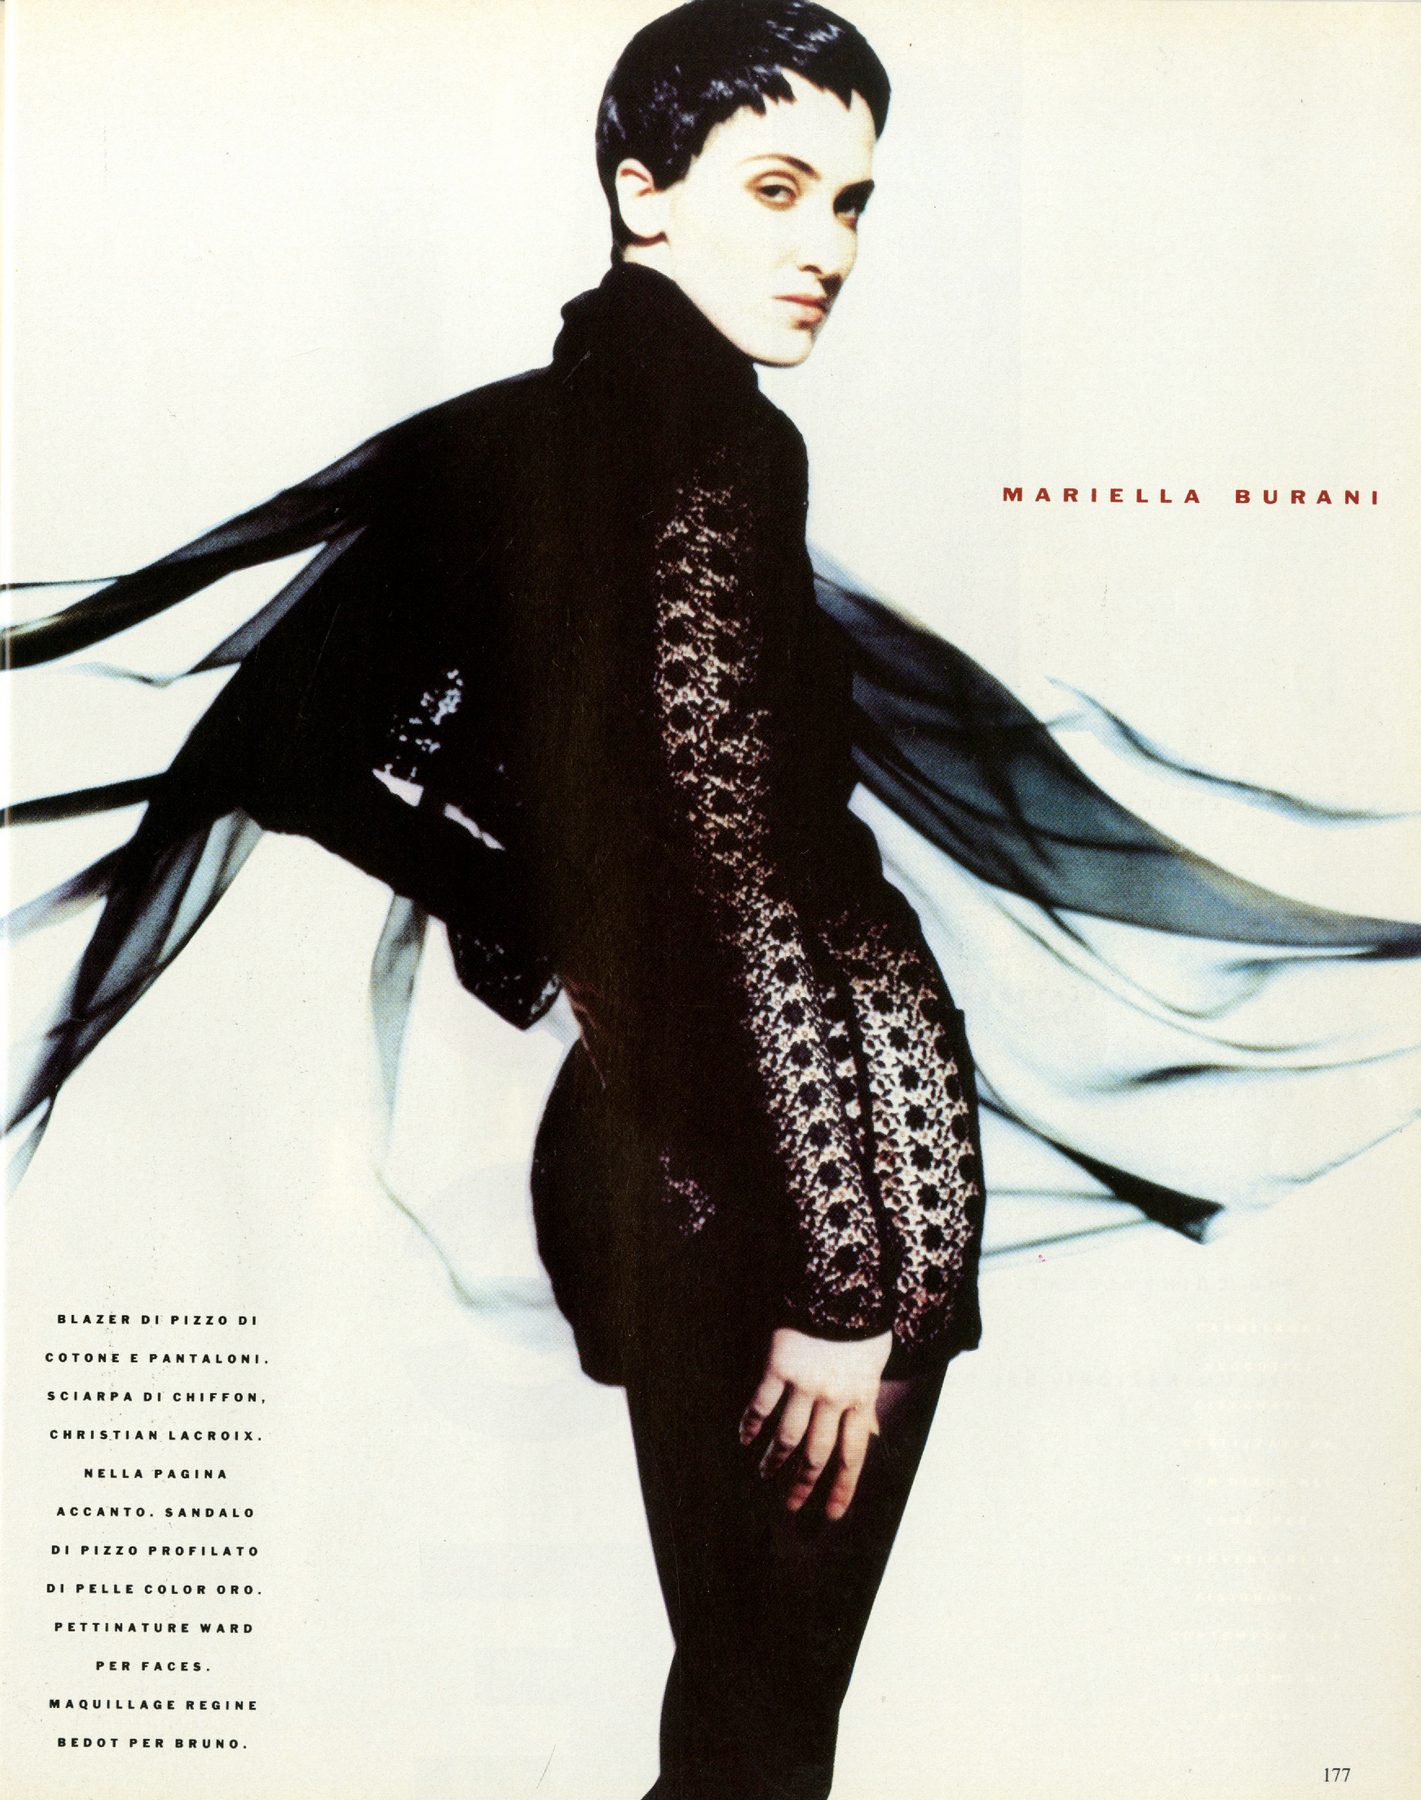 MARIELLA BURANI
BLAZER DI PIZZO DI
COTONE E PANTALONI.
SCIARPA DI CHIFFON,
CHRISTIAN LACROIX.
NELLA PAGINA
ACCANTO. SANDALO
DI PIZZO PROFILATO
DI PELLE COLOR ORO.
PETTINATURE WARD
PER FACES.
MAQUILLAGE REGINE
BEDOT PER BRUNO.
177